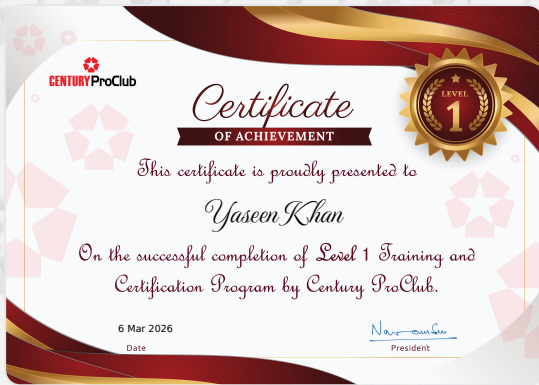 CENTURY ProClub
Certificate
OF ACHIEVEMENT
LEVEL
1
This certificate is proudly presented to
Yaseen Khan
On the successful completion of Level 1 Training and
Certification Program by Century ProClub.
6 Mar 2026
Date
President